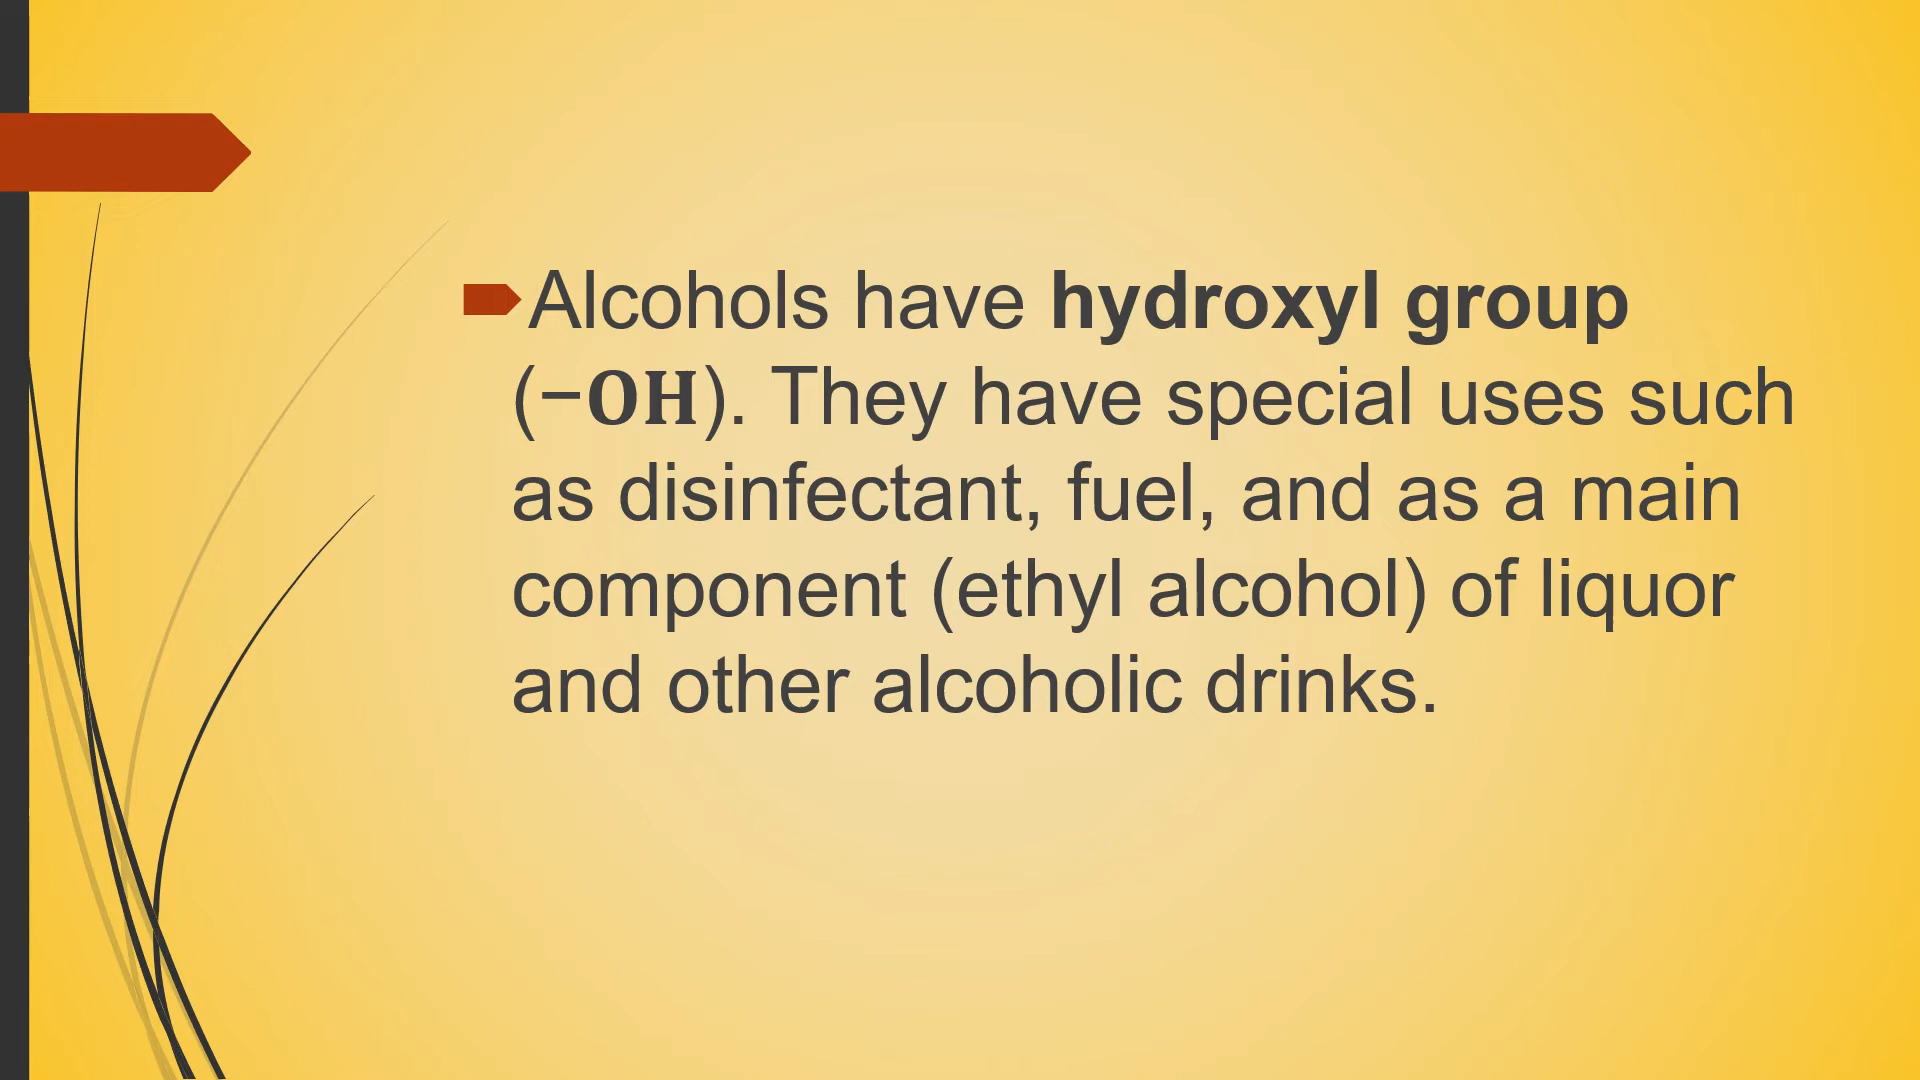 Alcohols have hydroxyl group
(−OH). They have special uses such
as disinfectant, fuel, and as a main
component (ethyl alcohol) of liquor
and other alcoholic drinks.